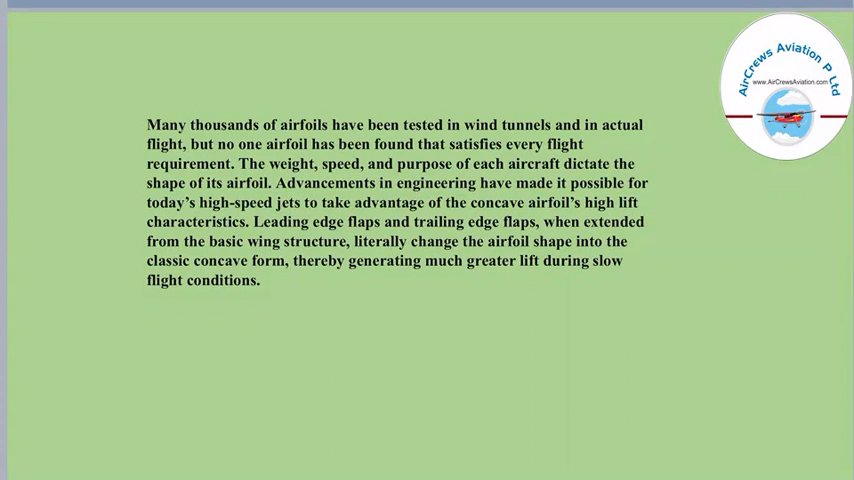 AirCrews Aviation P Ltd
www.AirCrewsAviation.com
Many thousands of airfoils have been tested in wind tunnels and in actual
flight, but no one airfoil has been found that satisfies every flight
requirement. The weight, speed, and purpose of each aircraft dictate the
shape of its airfoil. Advancements in engineering have made it possible for
today’s high-speed jets to take advantage of the concave airfoil’s high lift
characteristics. Leading edge flaps and trailing edge flaps, when extended
from the basic wing structure, literally change the airfoil shape into the
classic concave form, thereby generating much greater lift during slow
flight conditions.